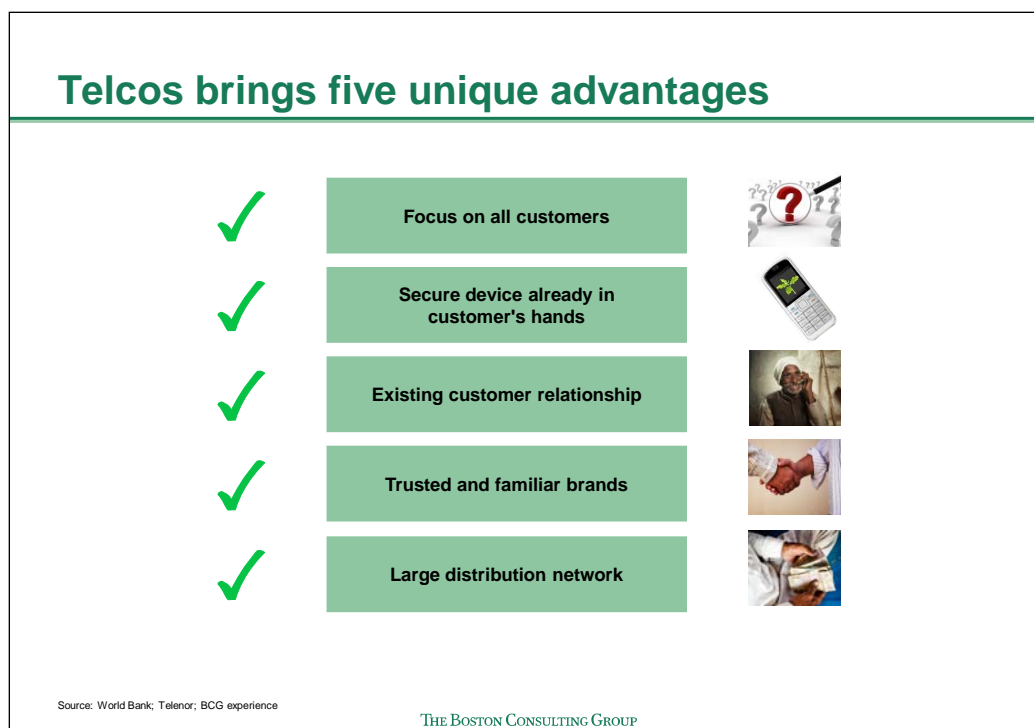 Telcos brings five unique advantages
Focus on all customers
Secure device already in
customer's hands
Existing customer relationship
Trusted and familiar brands
Large distribution network
Source: World Bank; Telenor; BCG experience
THE BOSTON CONSULTING GROUP